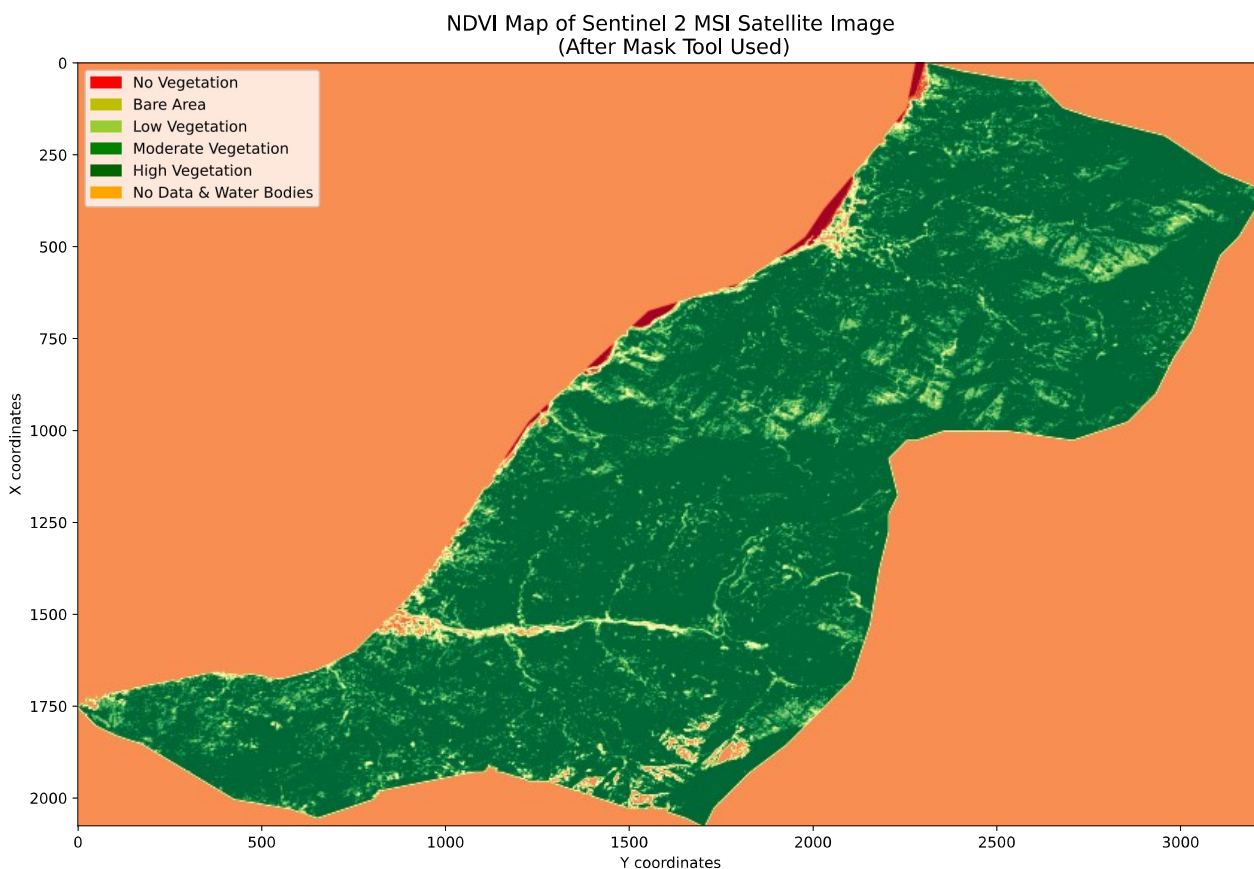 NDVI Map of Sentinel 2 MSI Satellite Image
(After Mask Tool Used)
No Vegetation
Bare Area
Low Vegetation
Moderate Vegetation
High Vegetation
No Data & Water Bodies
0
250
500
750
1000
1250
1500
1750
2000
X coordinates
0
500
1000
1500
2000
2500
3000
Y coordinates